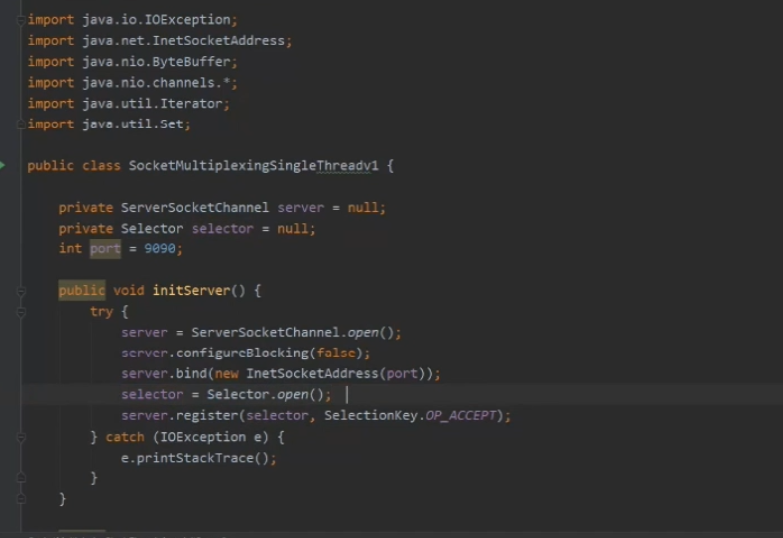 import java.io.IOException;
import java.net.InetSocketAddress;
import java.nio.ByteBuffer;
import java.nio.channels.*;
import java.util.Iterator;
import java.util.Set;
public class SocketMultiplexingSingleThreadv1 {
private ServerSocketChannel server = null;
private Selector selector = null;
int port = 9090;
public void initServer() {
try {
server = ServerSocketChannel.open();
server.configureBlocking(false);
server.bind(new InetSocketAddress(port));
selector = Selector.open();
server.register(selector, SelectionKey.OP_ACCEPT);
} catch (IOException e) {
e.printStackTrace();
}
}